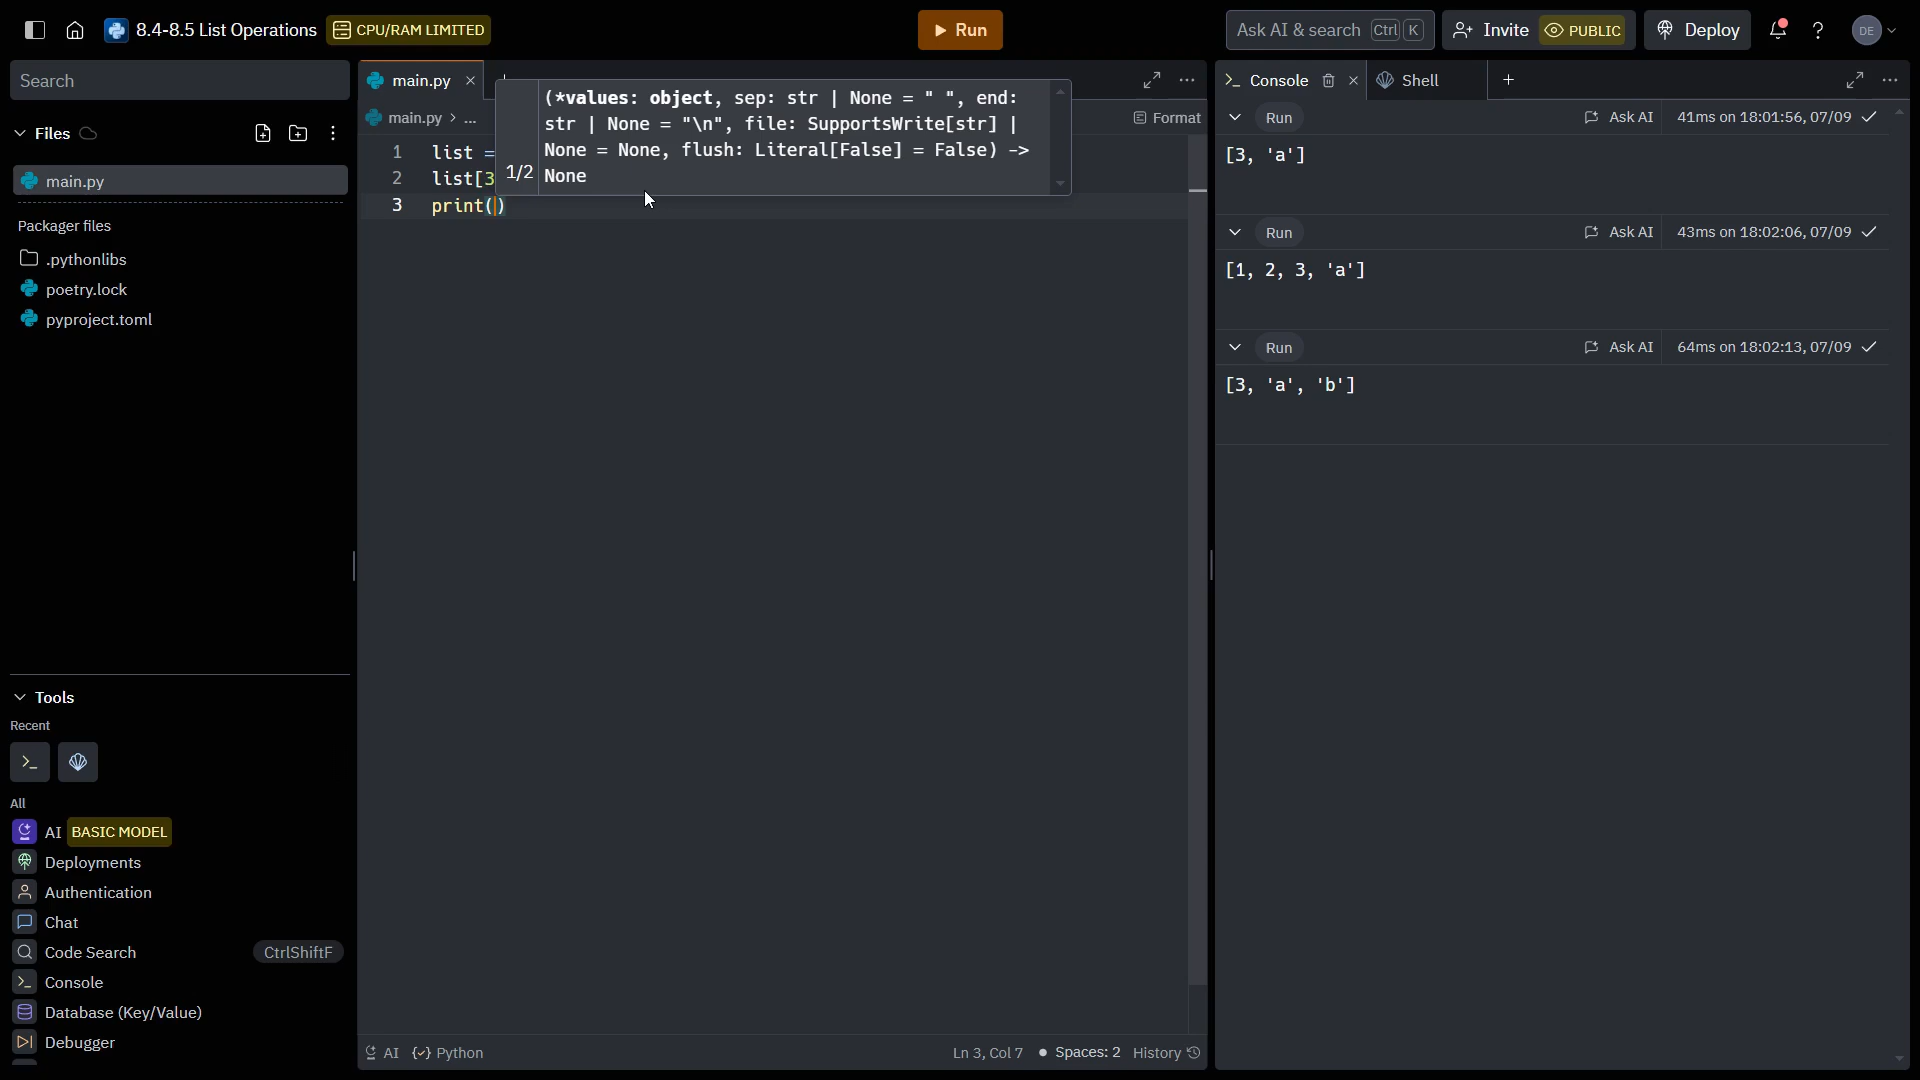 8.4-8.5 List Operations
CPU/RAM LIMITED
Run
Ask AI & search Ctrl K
Invite
PUBLIC
Deploy
?
DE
Search
Files
main.py
Packager files
.pythonlibs
poetry.lock
pyproject.toml
Tools
Recent
All
AI BASIC MODEL
Deployments
Authentication
Chat
Code Search CtrlShiftF
Console
Database (Key/Value)
Debugger
main.py
main.py > ...
Format
1 list =
2 list[3
3 print()
(*values: object, sep: str | None = " ", end:
str | None = "\n", file: SupportsWrite[str] |
None = None, flush: Literal[False] = False) ->
1/2 None
AI Python
Ln 3, Col 7 Spaces: 2 History
Console
Shell
Run Ask AI 41ms on 18:01:56, 07/09
[3, 'a']
Run Ask AI 43ms on 18:02:06, 07/09
[1, 2, 3, 'a']
Run Ask AI 64ms on 18:02:13, 07/09
[3, 'a', 'b']